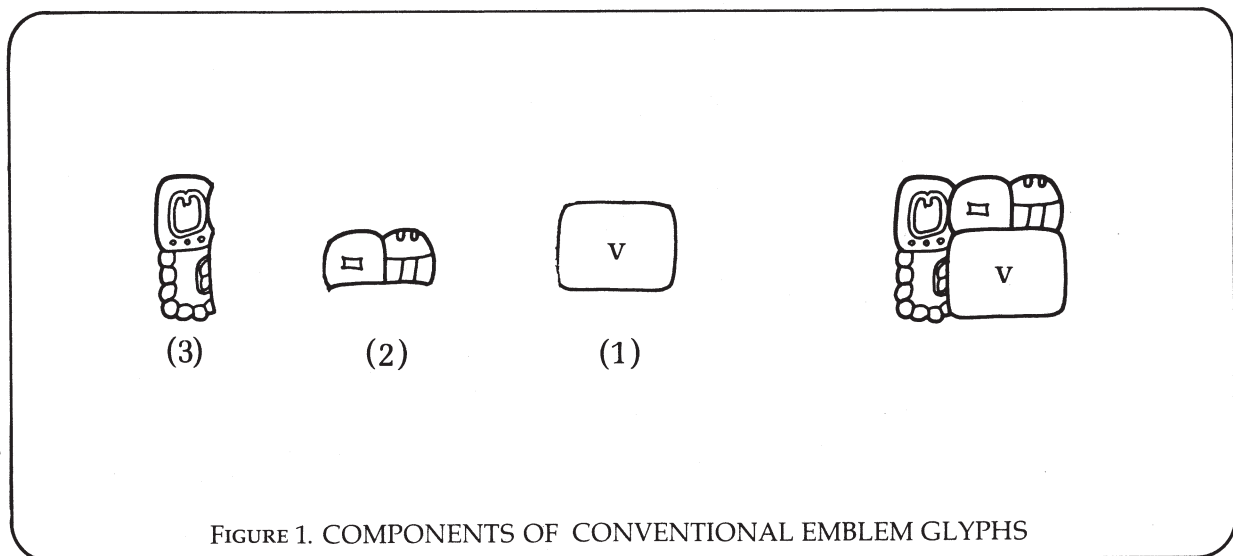 v
v
(3) (2) (1)
FIGURE 1. COMPONENTS OF CONVENTIONAL EMBLEM GLYPHS